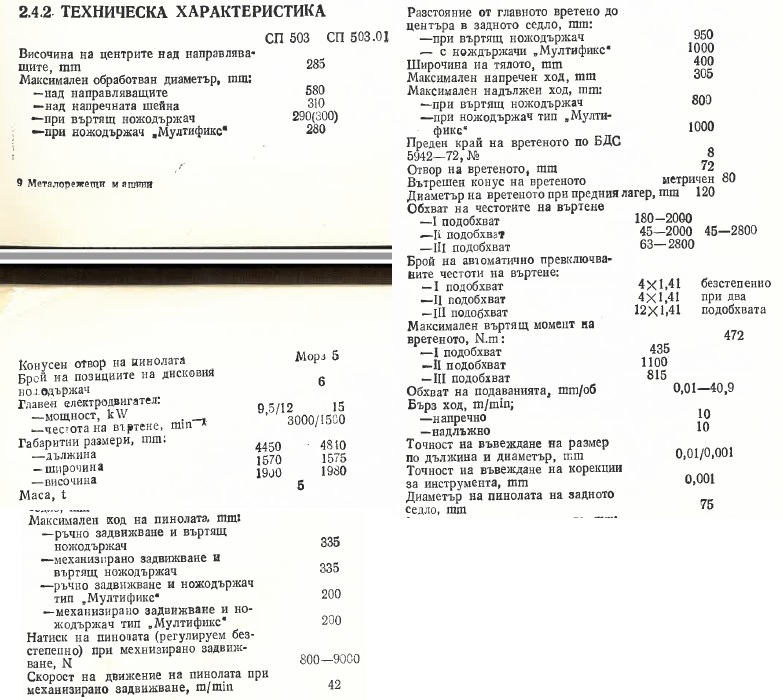 2.4.2. ТЕХНИЧЕСКА ХАРАКТЕРИСТИКА
СП 503 СП 503.01
Височина на центрите над направлява-
щите, mm 285
Максимален обработван диаметър, mm:
—над направляващите 580
—над напречната шейна 310
—при въртящ ножодържач 290(300)
—при ножодържач „Мултификс“ 280
9 Металорежещи машини
Разстояние от главното вретено до
центъра в задното седло, mm:
—при въртящ ножодържач 950
— с нождържачи „Мултификс“ 1000
Широчина на тялото, mm 400
Максимален напречен ход, mm 305
Максимален надлъжен ход, mm:
—при въртящ ножодържач 800
—при ножодържач тип „Мулти-
фикс“ 1000
Преден край на вретеното по БДС
5942—72, № 8
Отвор на вретеното, mm 72
Вътрешен конус на вретеното метричен 80
Диаметър на вретеното при предния лагер, mm 120
Обхват на честотите на въртене
—I подобхват 180—2000
—II подобхват 45—2000 45—2800
—III подобхват 63—2800
Брой на автоматично превключва-
ните честоти на въртене:
—I подобхват 4×1,41 безстепенно
—II подобхват 4×1,41 при два
—III подобхват 12×1,41 подобхвата
Максимален въртящ момент на
вретеното, N.m: 472
—I подобхват 435
—II подобхват 1100
—III подобхват 815
Обхват на подаванията, mm/об 0,01—40,9
Бърз ход, m/min;
—напречно 10
—надлъжно 10
Точност на въвеждане на размер
по дължина и диаметър, mm 0,01/0,001
Точност на въвеждане на корекции
за инструмента, mm 0,001
Диаметър на пинолата на задното
седло, mm 75
Конусен отвор на пинолата Морз 5
Брой на позициите на дисковия
ножодържач 6
Главен електродвигател:
—мощност, kW 9,5/12 15
—честота на въртене, min⁻¹ 3000/1500
Габаритни размери, mm:
—дължина 4450 4810
—широчина 1570 1575
—височина 1900 1980
Маса, t 5
Максимален ход на пинолата, mm:
—ръчно задвижване и въртящ
ножодържач 335
—механизирано задвижване и
въртящ ножодържач 335
—ръчно задвижване и ножодържач
тип „Мултификс“ 200
—механизирано задвижване и но-
жодържач тип „Мултификс“ 200
Натиск на пинолата (регулируем без-
степенно) при мехнизирано задвиж-
ване, N 800—9000
Скорост на движение на пинолата при
механизирано задвижване, m/min 42